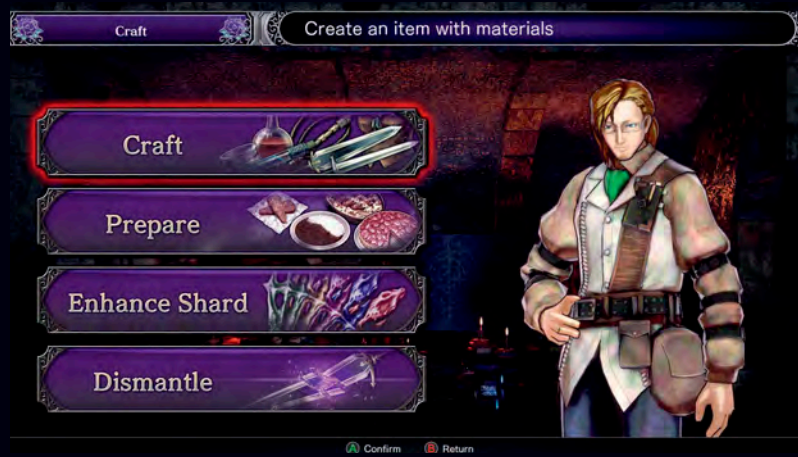 Craft
Create an item with materials
Craft
Prepare
Enhance Shard
Dismantle
A Confirm B Return